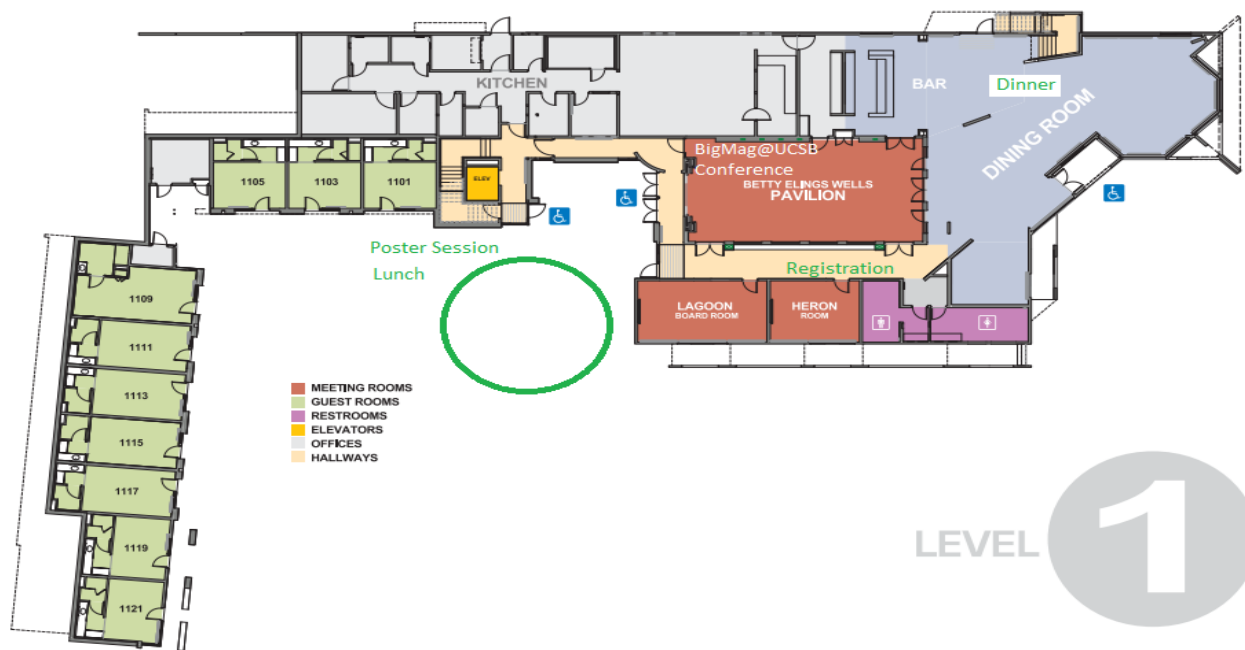 KITCHEN
BAR
Dinner
DINING ROOM
BigMag@UCSB
Conference
BETTY ELINGS WELLS
PAVILION
1105
1103
1101
ELEV
Poster Session
Lunch
Registration
1109
LAGOON
BOARD ROOM
HERON
ROOM
1111
1113
1115
1117
1119
1121
MEETING ROOMS
GUEST ROOMS
RESTROOMS
ELEVATORS
OFFICES
HALLWAYS
LEVEL 1